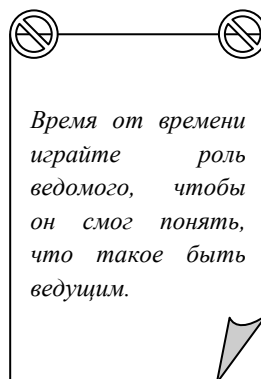 Время от времени
играйте роль
ведомого, чтобы
он смог понять,
что такое быть
ведущим.